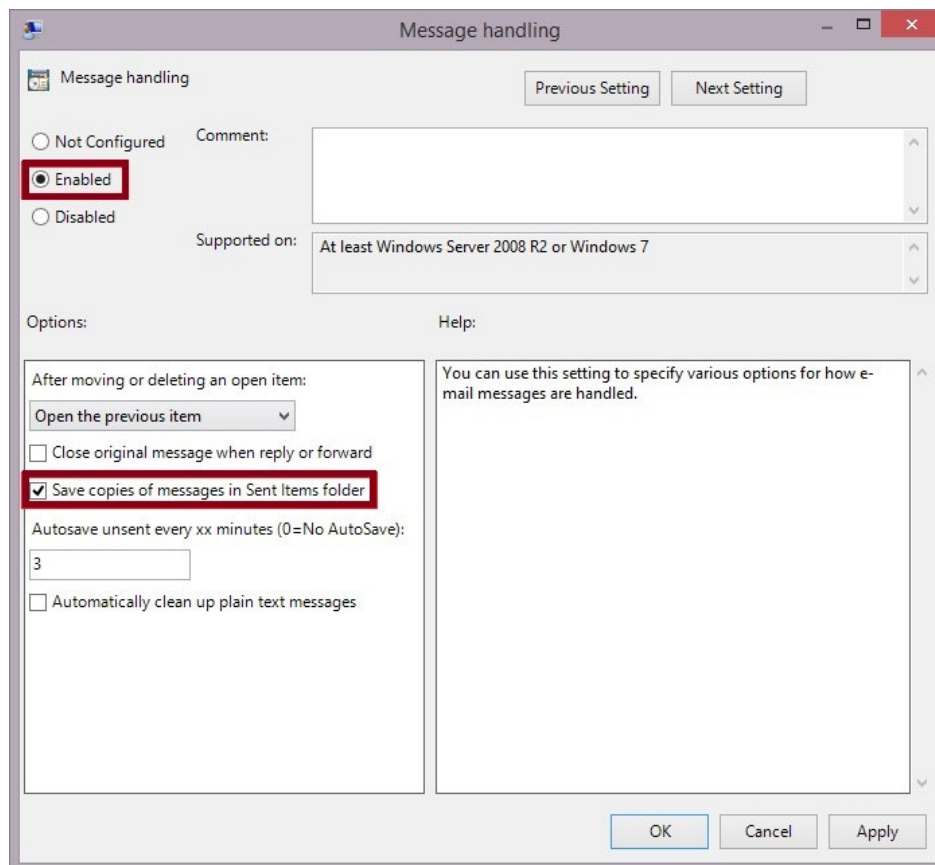 Message handling
Message handling
Previous Setting
Next Setting
Not Configured
Comment:
Enabled
Disabled
Supported on:
At least Windows Server 2008 R2 or Windows 7
Options:
Help:
After moving or deleting an open item:
Open the previous item
Close original message when reply or forward
Save copies of messages in Sent Items folder
Autosave unsent every xx minutes (0=No AutoSave):
3
Automatically clean up plain text messages
You can use this setting to specify various options for how e-
mail messages are handled.
OK
Cancel
Apply